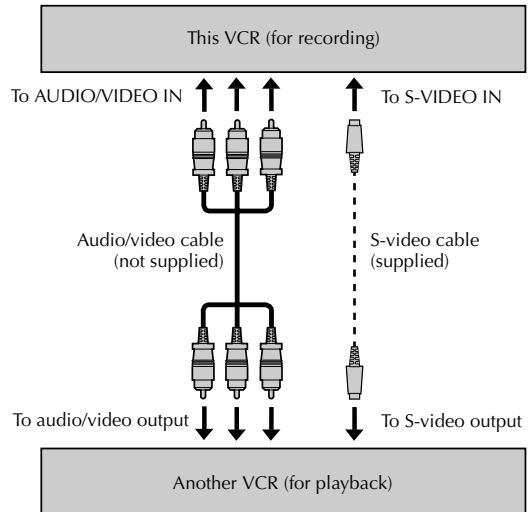 This VCR (for recording)
To AUDIO/VIDEO IN
To S-VIDEO IN
Audio/video cable
(not supplied)
S-video cable
(supplied)
To audio/video output
To S-video output
Another VCR (for playback)